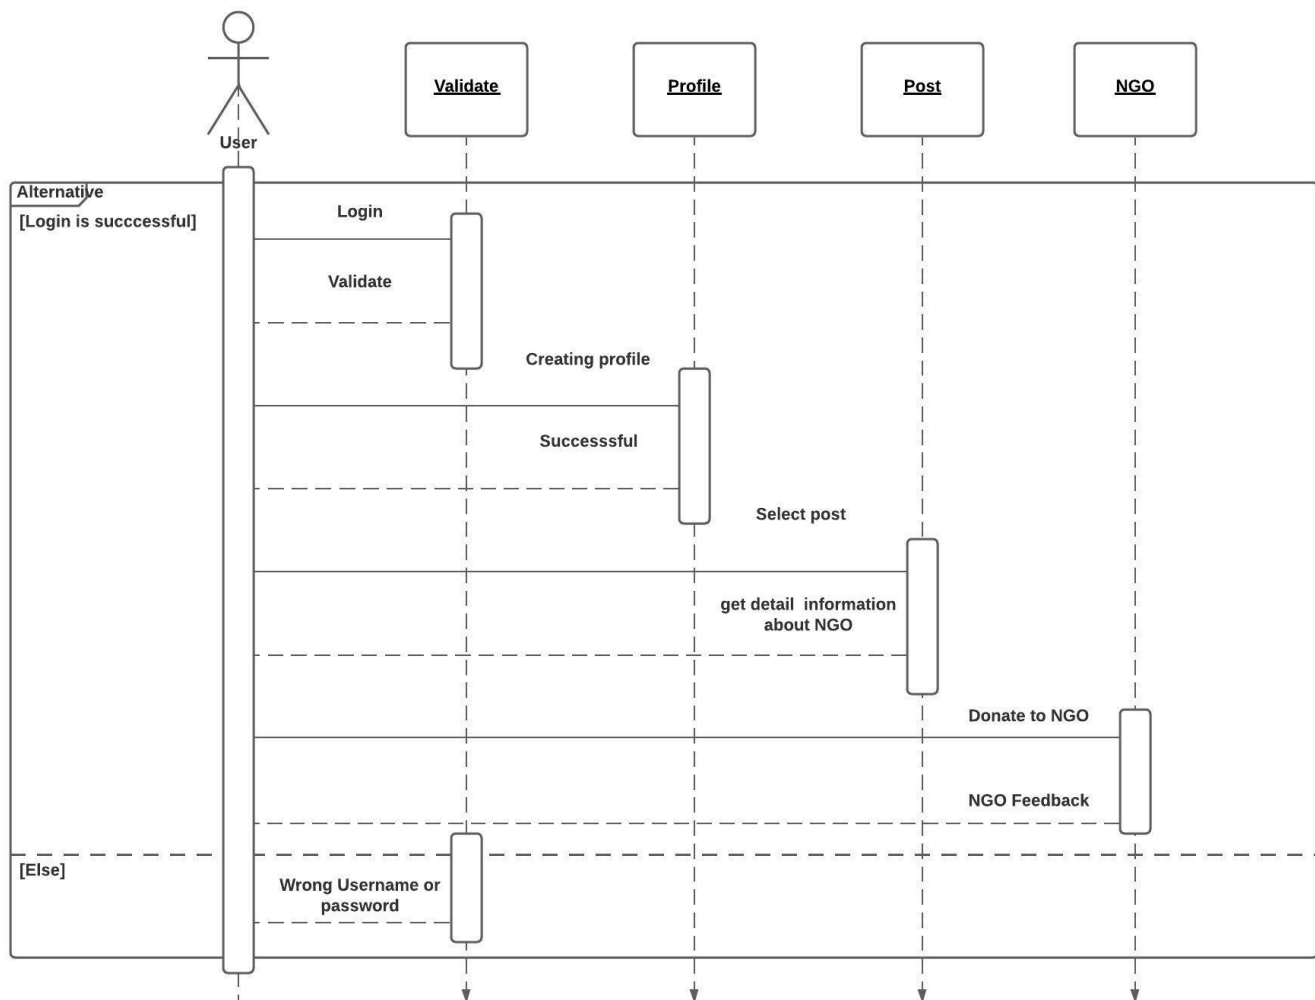 Validate
Profile
Post
NGO
User
Alternative
[Login is succcessful]
Login
Validate
Creating profile
Successsful
Select post
get detail  information
about NGO
Donate to NGO
NGO Feedback
[Else]
Wrong Username or
password